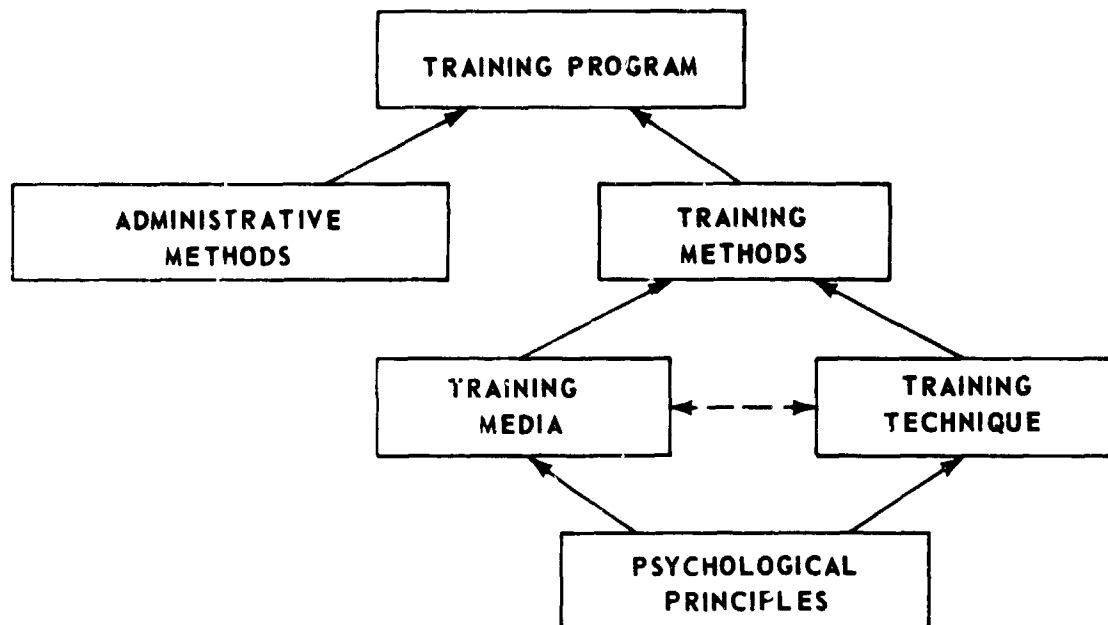 TRAINING PROGRAM
ADMINISTRATIVE
METHODS
TRAINING
METHODS
TRAINING
MEDIA
TRAINING
TECHNIQUE
PSYCHOLOGICAL
PRINCIPLES